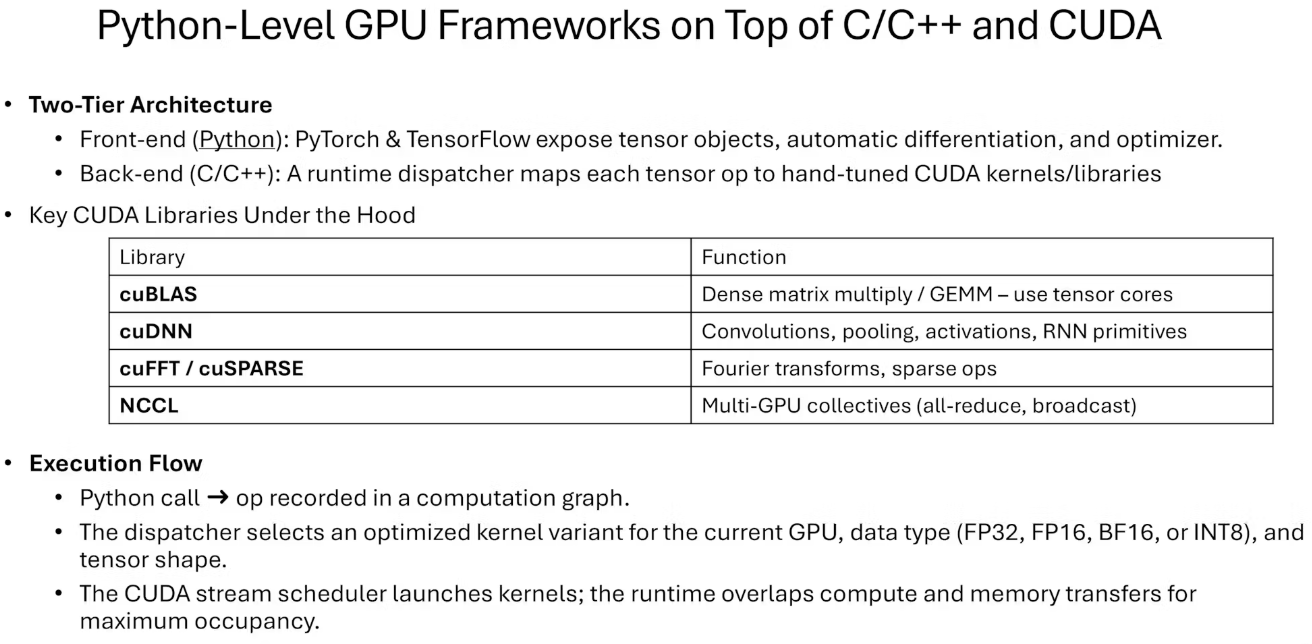 Python-Level GPU Frameworks on Top of C/C++ and CUDA
• Two-Tier Architecture
• Front-end (Python): PyTorch & TensorFlow expose tensor objects, automatic differentiation, and optimizer.
• Back-end (C/C++): A runtime dispatcher maps each tensor op to hand-tuned CUDA kernels/libraries
• Key CUDA Libraries Under the Hood
Library Function
cuBLAS Dense matrix multiply / GEMM – use tensor cores
cuDNN Convolutions, pooling, activations, RNN primitives
cuFFT / cuSPARSE Fourier transforms, sparse ops
NCCL Multi-GPU collectives (all-reduce, broadcast)
• Execution Flow
• Python call ➔ op recorded in a computation graph.
• The dispatcher selects an optimized kernel variant for the current GPU, data type (FP32, FP16, BF16, or INT8), and
tensor shape.
• The CUDA stream scheduler launches kernels; the runtime overlaps compute and memory transfers for
maximum occupancy.